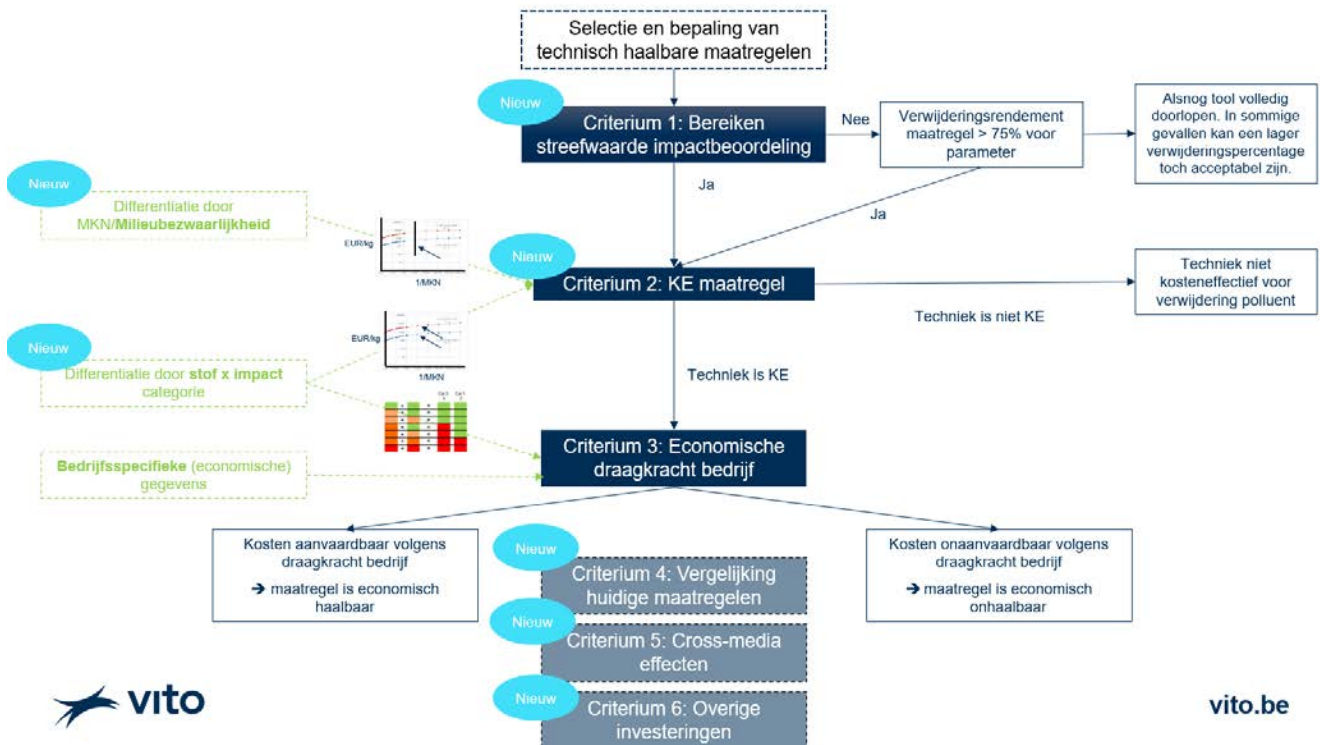 Selectie en bepaling van
technisch haalbare maatregelen
Nieuw
Criterium 1: Bereiken
streefwaarde impactbeoordeling
Nee
Verwijderingsrendement
maatregel > 75% voor
parameter
Alsnog tool volledig
doorlopen. In sommige
gevallen kan een lager
verwijderingspercentage
toch acceptabel zijn.
Ja
Ja
Nieuw
Differentiatie door
MKN/Milieubezwaarlijkheid
EUR/kg
1/MKN
Nieuw
Criterium 2: KE maatregel
Techniek is niet KE
Techniek niet
kosteneffectief voor
verwijdering polluent
Nieuw
Differentiatie door stof x impact
categorie
EUR/kg
1/MKN
Techniek is KE
Bedrijfsspecifieke (economische)
gegevens
Criterium 3: Economische
draagkracht bedrijf
Kosten aanvaardbaar volgens
draagkracht bedrijf
➔ maatregel is economisch
haalbaar
Kosten onaanvaardbaar volgens
draagkracht bedrijf
➔ maatregel is economisch
onhaalbaar
Nieuw
Criterium 4: Vergelijking
huidige maatregelen
Nieuw
Criterium 5: Cross-media
effecten
Nieuw
Criterium 6: Overige
investeringen
vito
vito.be